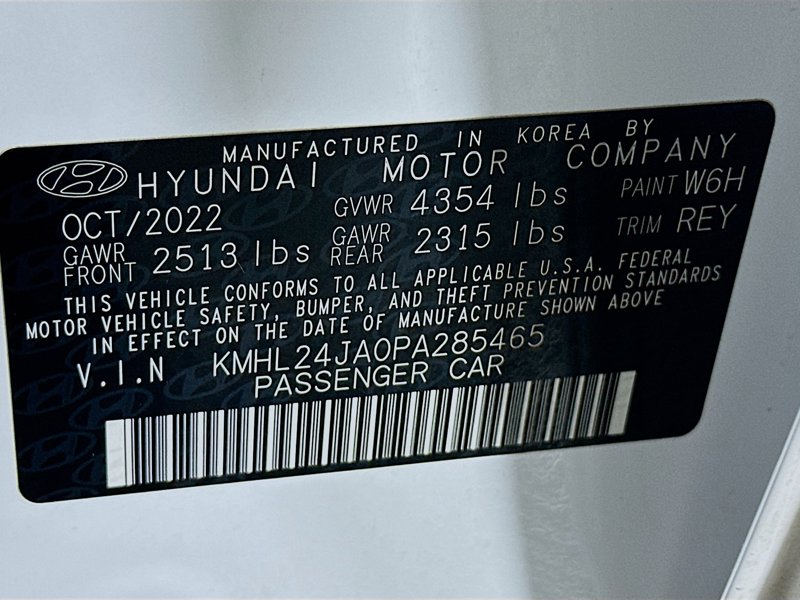 MANUFACTURED IN KOREA BY
HYUNDAI MOTOR COMPANY
OCT/2022 GVWR 4354 lbs PAINT W6H
GAWR FRONT 2513 lbs GAWR REAR 2315 lbs TRIM REY
THIS VEHICLE CONFORMS TO ALL APPLICABLE U.S.A. FEDERAL
MOTOR VEHICLE SAFETY, BUMPER, AND THEFT PREVENTION STANDARDS
IN EFFECT ON THE DATE OF MANUFACTURE SHOWN ABOVE
V.I.N KMHL24JA0PA285465
PASSENGER CAR